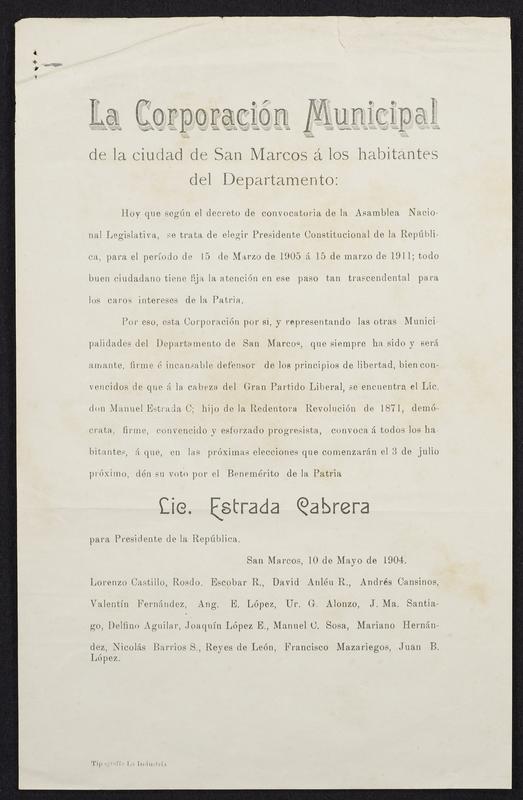 La Corporación Municipal
de la ciudad de San Marcos á los habitantes
del Departamento:
Hoy que según el decreto de convocatoria de la Asamblea Nacio-
nal Legislativa, se trata de elegir Presidente Constitucional de la Repúbli-
ca, para el período de 15 de Marzo de 1905 á 15 de marzo de 1911; todo
buen ciudadano tiene fija la atención en ese paso tan trascendental para
los caros intereses de la Patria.
Por eso, esta Corporación por si, y representando las otras Munici-
palidades del Departamento de San Marcos, que siempre ha sido y será
amante, firme é incansable defensor de los principios de libertad, bien con-
vencidos de que á la cabeza del Gran Partido Liberal, se encuentra el Lic.
don Manuel Estrada C; hijo de la Redentora Revolución de 1871, demó-
crata, firme, convencido y esforzado progresista, convoca á todos los ha
bitantes, á que, en las próximas elecciones que comenzarán el 3 de julio
próximo, dén su voto por el Benemérito de la Patria
Lic. Estrada Cabrera
para Presidente de la República.
San Marcos, 10 de Mayo de 1904.
Lorenzo Castillo, Rosdo. Escobar R., David Anléu R., Andrés Cansinos,
Valentín Fernández, Ang. E. López, Ur. G. Alonzo, J. Ma. Santia-
go, Delfino Aguilar, Joaquín López E., Manuel C. Sosa, Mariano Hernán-
dez, Nicolás Barrios S., Reyes de León, Francisco Mazariegos, Juan B.
López.
Tipografía La Industria